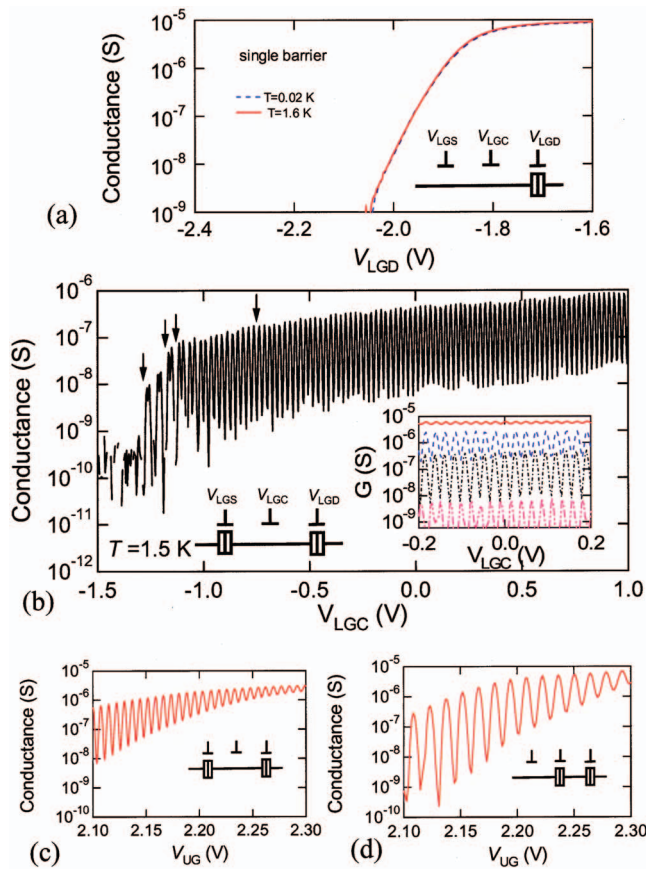 10⁻⁵
10⁻⁶
10⁻⁷
10⁻⁸
10⁻⁹
Conductance (S)
single barrier
T=0.02 K
T=1.6 K
V_LGS V_LGC V_LGD
(a)
-2.4 -2.2 -2.0 -1.8 -1.6
V_LGD (V)
10⁻⁶
10⁻⁷
10⁻⁸
10⁻⁹
10⁻¹⁰
10⁻¹¹
10⁻¹²
Conductance (S)
V_LGS V_LGC V_LGD
T =1.5 K
10⁻⁵
10⁻⁶
10⁻⁷
10⁻⁸
10⁻⁹
G (S)
-0.2 0.0 0.2
V_LGC (V)
(b)
-1.5 -1.0 -0.5 0.0 0.5 1.0
V_LGC (V)
10⁻⁵
10⁻⁶
10⁻⁷
10⁻⁸
10⁻⁹
10⁻¹⁰
Conductance (S)
2.10 2.15 2.20 2.25 2.30
(c)
V_UG (V)
10⁻⁵
10⁻⁶
10⁻⁷
10⁻⁸
10⁻⁹
10⁻¹⁰
Conductance (S)
2.10 2.15 2.20 2.25 2.30
(d)
V_UG (V)